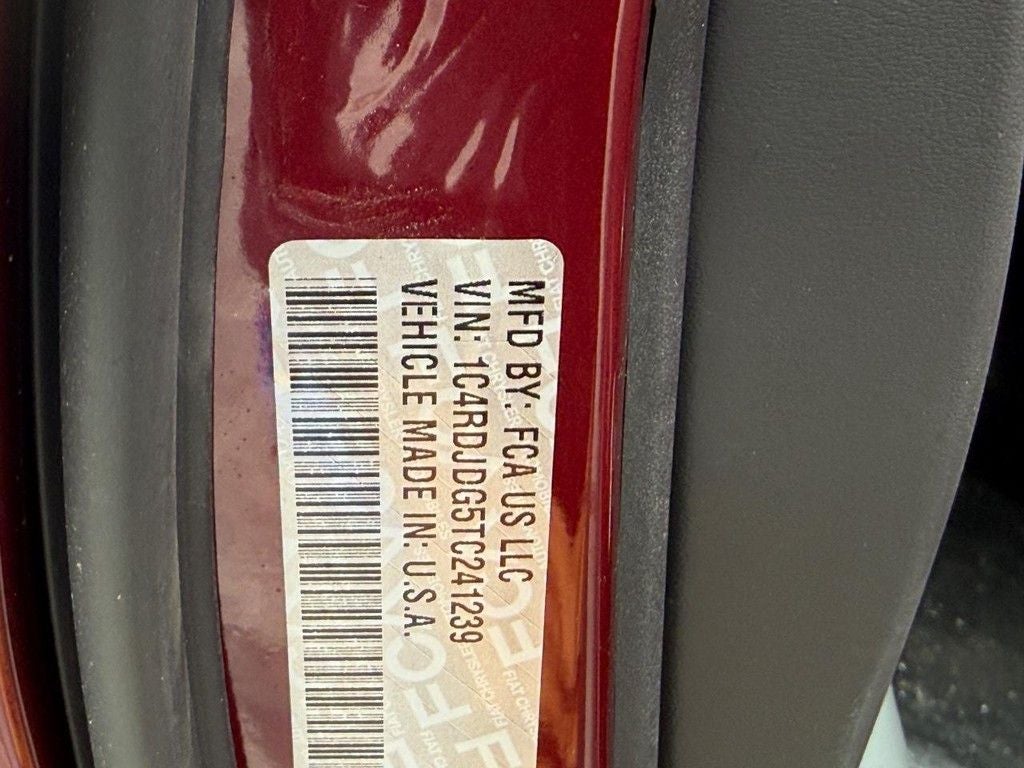 MFD BY: FCA US LLC
VIN: 1C4RDJDG5TC241239
VEHICLE MADE IN: U.S.A.